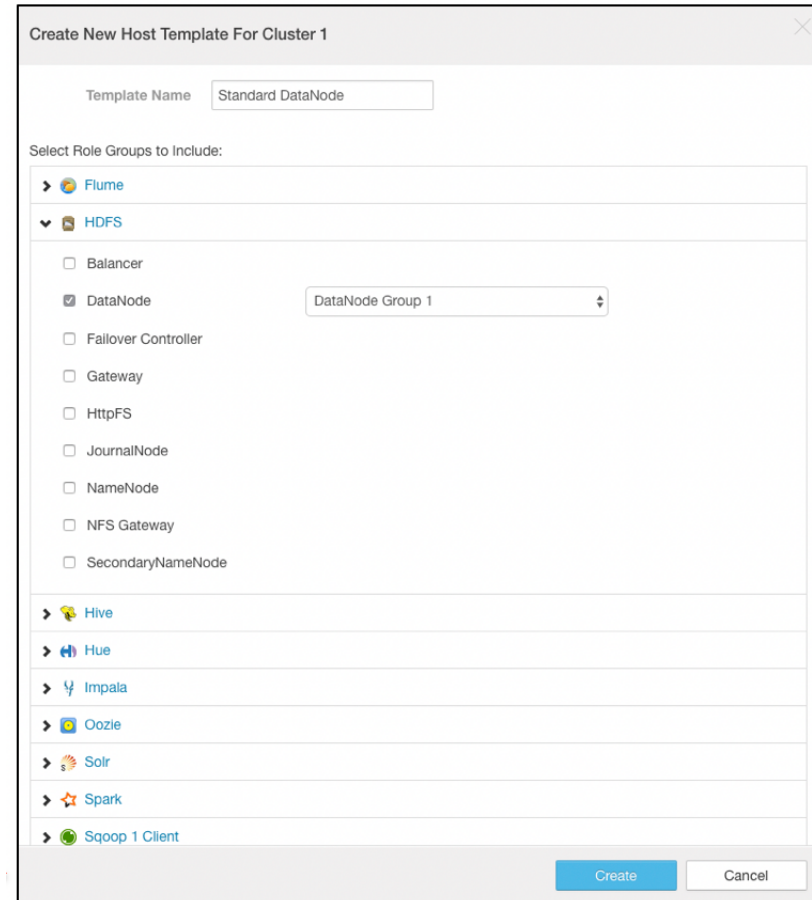 Create New Host Template For Cluster 1
Template Name Standard DataNode
Select Role Groups to Include:
Flume
HDFS
Balancer
DataNode DataNode Group 1
Failover Controller
Gateway
HttpFS
JournalNode
NameNode
NFS Gateway
SecondaryNameNode
Hive
Hue
Impala
Oozie
Solr
Spark
Sqoop 1 Client
Create Cancel